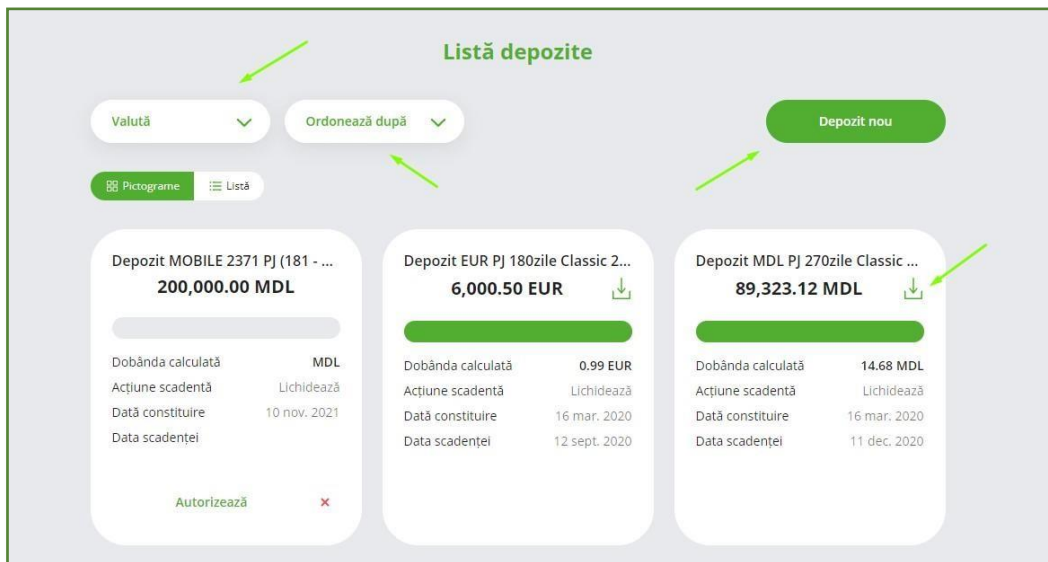 Listă depozite
Valută
Ordonează după
Depozit nou
Pictograme
Listă
Depozit MOBILE 2371 PJ (181 - ...
200,000.00 MDL
Dobânda calculată MDL
Acțiune scadentă Lichidează
Dată constituire 10 nov. 2021
Data scadenței
Autorizează
Depozit EUR PJ 180zile Classic 2...
6,000.50 EUR
Dobânda calculată 0.99 EUR
Acțiune scadentă Lichidează
Dată constituire 16 mar. 2020
Data scadenței 12 sept. 2020
Depozit MDL PJ 270zile Classic ...
89,323.12 MDL
Dobânda calculată 14.68 MDL
Acțiune scadentă Lichidează
Dată constituire 16 mar. 2020
Data scadenței 11 dec. 2020